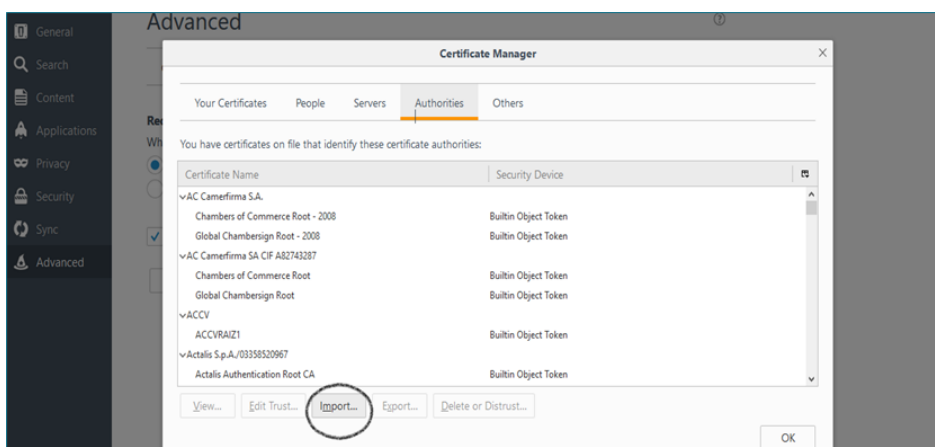 Advanced
General
Search
Content
Applications
Privacy
Security
Sync
Advanced
Certificate Manager
Your Certificates People Servers Authorities Others
You have certificates on file that identify these certificate authorities:
Certificate Name Security Device
AC Camerfirma S.A.
Chambers of Commerce Root - 2008 Builtin Object Token
Global Chambersign Root - 2008 Builtin Object Token
AC Camerfirma SA CIF A82743287
Chambers of Commerce Root Builtin Object Token
Global Chambersign Root Builtin Object Token
ACCV
ACCVRAIZ1 Builtin Object Token
Actalis S.p.A./03358520967
Actalis Authentication Root CA Builtin Object Token
View... Edit Trust... Import... Export... Delete or Distrust...
OK